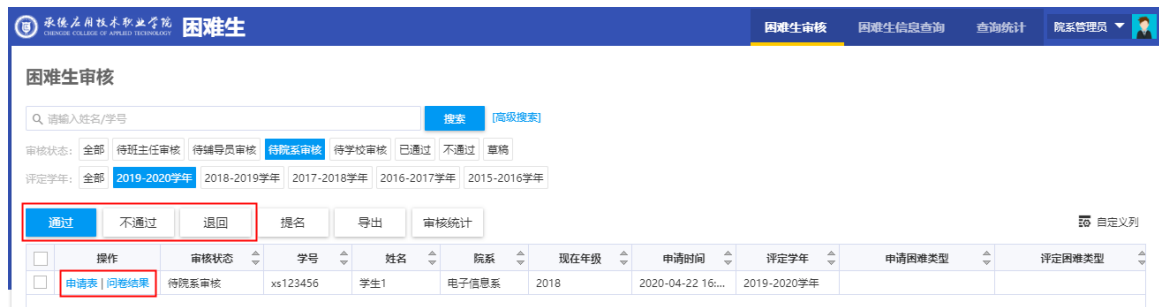 承德应用技术职业学院 困难生
CHENGDE COLLEGE OF APPLIED TECHNOLOGY
困难生审核 困难生信息查询 查询统计 院系管理员
困难生审核
请输入姓名/学号 搜索 [高级搜索]
审核状态: 全部 待班主任审核 待辅导员审核 待院系审核 待学校审核 已通过 不通过 草稿
评定学年: 全部 2019-2020学年 2018-2019学年 2017-2018学年 2016-2017学年 2015-2016学年
通过 不通过 退回 提名 导出 审核统计 自定义列
操作 审核状态 学号 姓名 院系 现在年级 申请时间 评定学年 申请困难类型 评定困难类型
申请表 | 问卷结果 待院系审核 xs123456 学生1 电子信息系 2018 2020-04-22 16:... 2019-2020学年